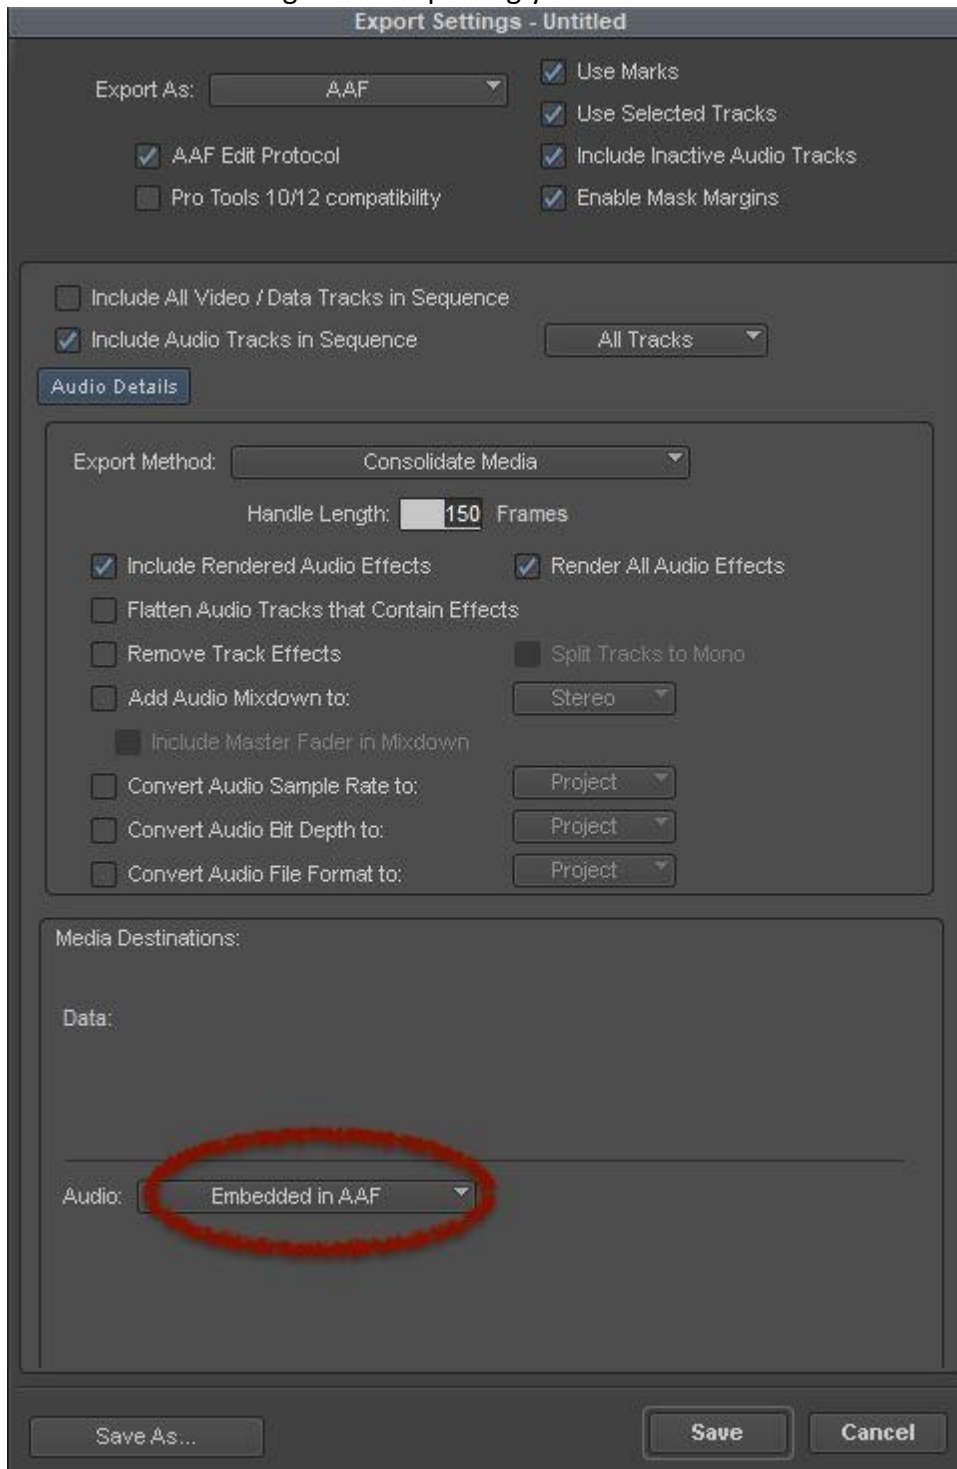 Export Settings - Untitled
Export As: AAF
Use Marks
Use Selected Tracks
AAF Edit Protocol
Include Inactive Audio Tracks
Pro Tools 10/12 compatibility
Enable Mask Margins
Include All Video / Data Tracks in Sequence
Include Audio Tracks in Sequence All Tracks
Audio Details
Export Method: Consolidate Media
Handle Length: 150 Frames
Include Rendered Audio Effects Render All Audio Effects
Flatten Audio Tracks that Contain Effects
Remove Track Effects Split Tracks to Mono
Add Audio Mixdown to: Stereo
Include Master Fader in Mixdown
Convert Audio Sample Rate to: Project
Convert Audio Bit Depth to: Project
Convert Audio File Format to: Project
Media Destinations:
Data:
Audio: Embedded in AAF
Save As... Save Cancel